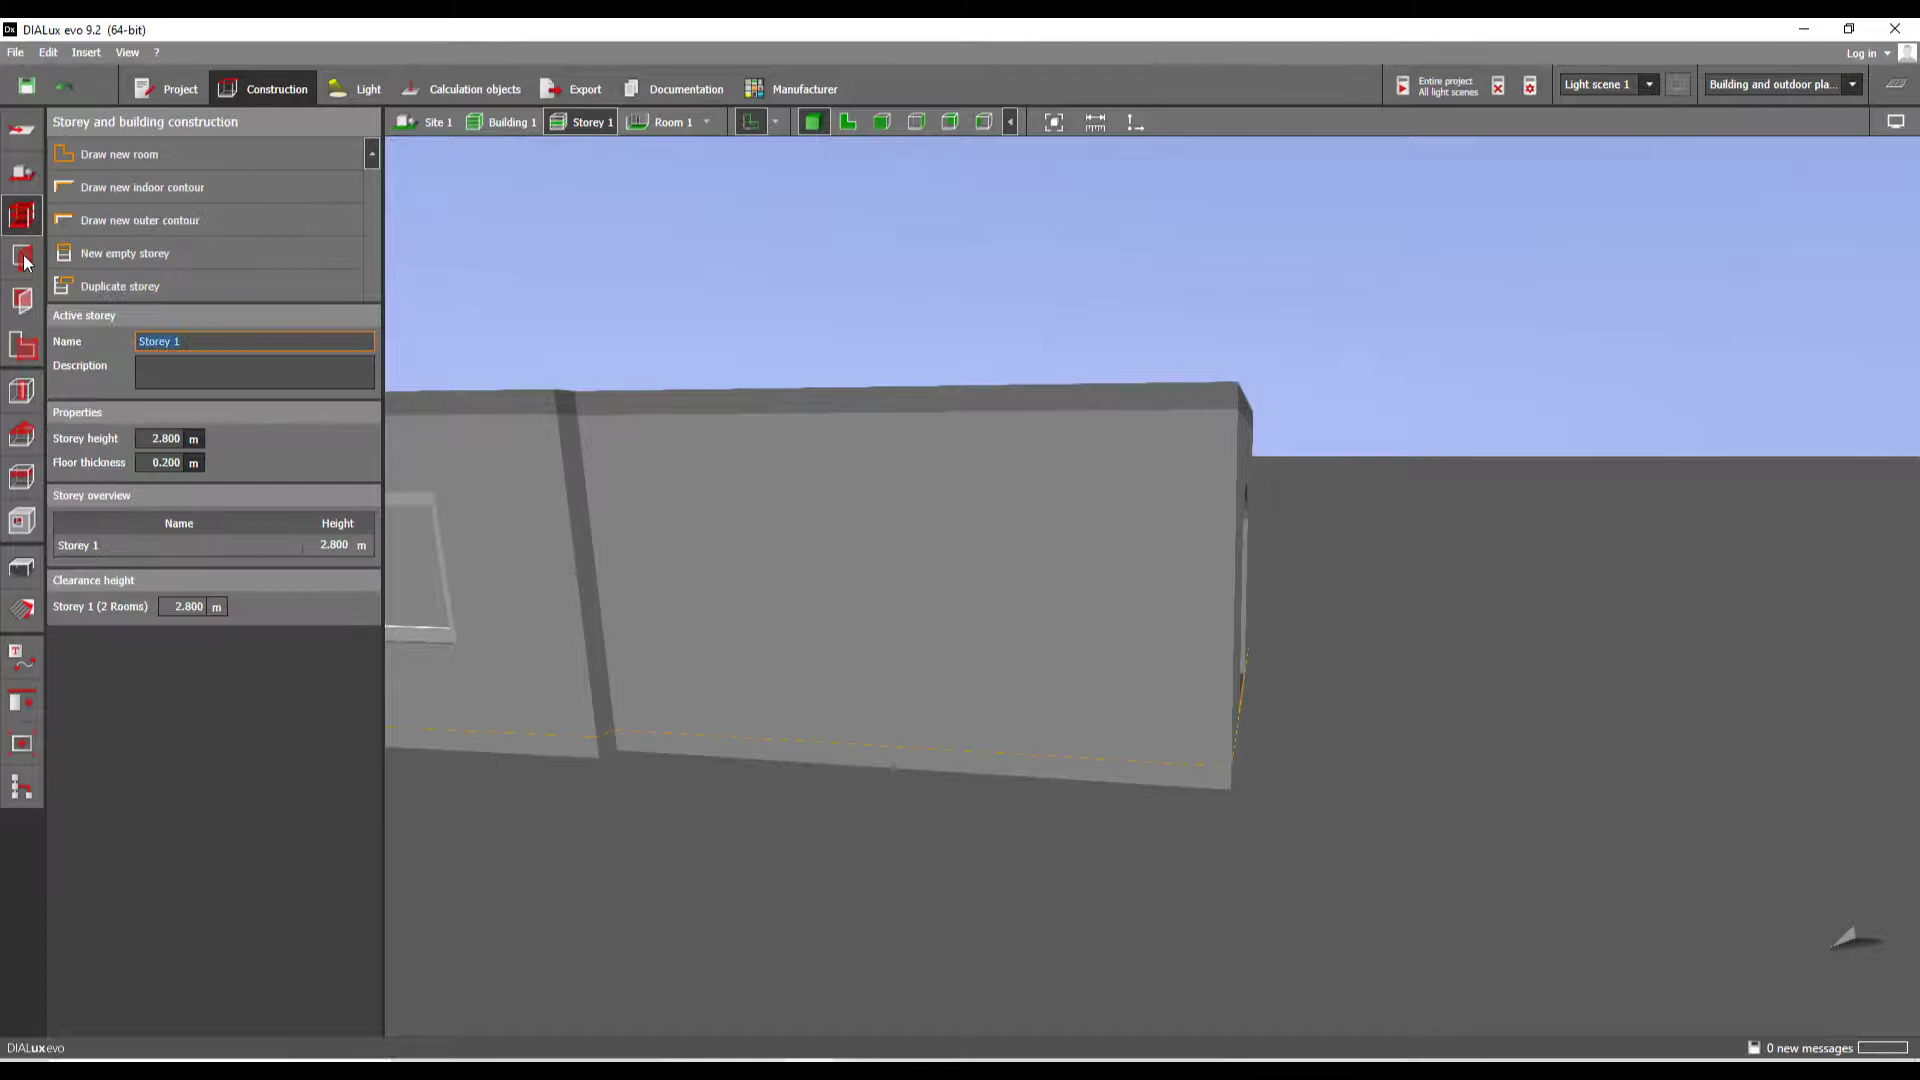 Dx DIALux evo 9.2 (64-bit)
File Edit Insert View ?
Log in
Project Construction Light Calculation objects Export Documentation Manufacturer
Entire project
All light scenes
Light scene 1
Building and outdoor pla...
Storey and building construction
Site 1 Building 1 Storey 1 Room 1
Draw new room
Draw new indoor contour
Draw new outer contour
New empty storey
Duplicate storey
Active storey
Name Storey 1
Description
Properties
Storey height 2.800 m
Floor thickness 0.200 m
Storey overview
Name Height
Storey 1 2.800 m
Clearance height
Storey 1 (2 Rooms) 2.800 m
T
DIALux evo
0 new messages